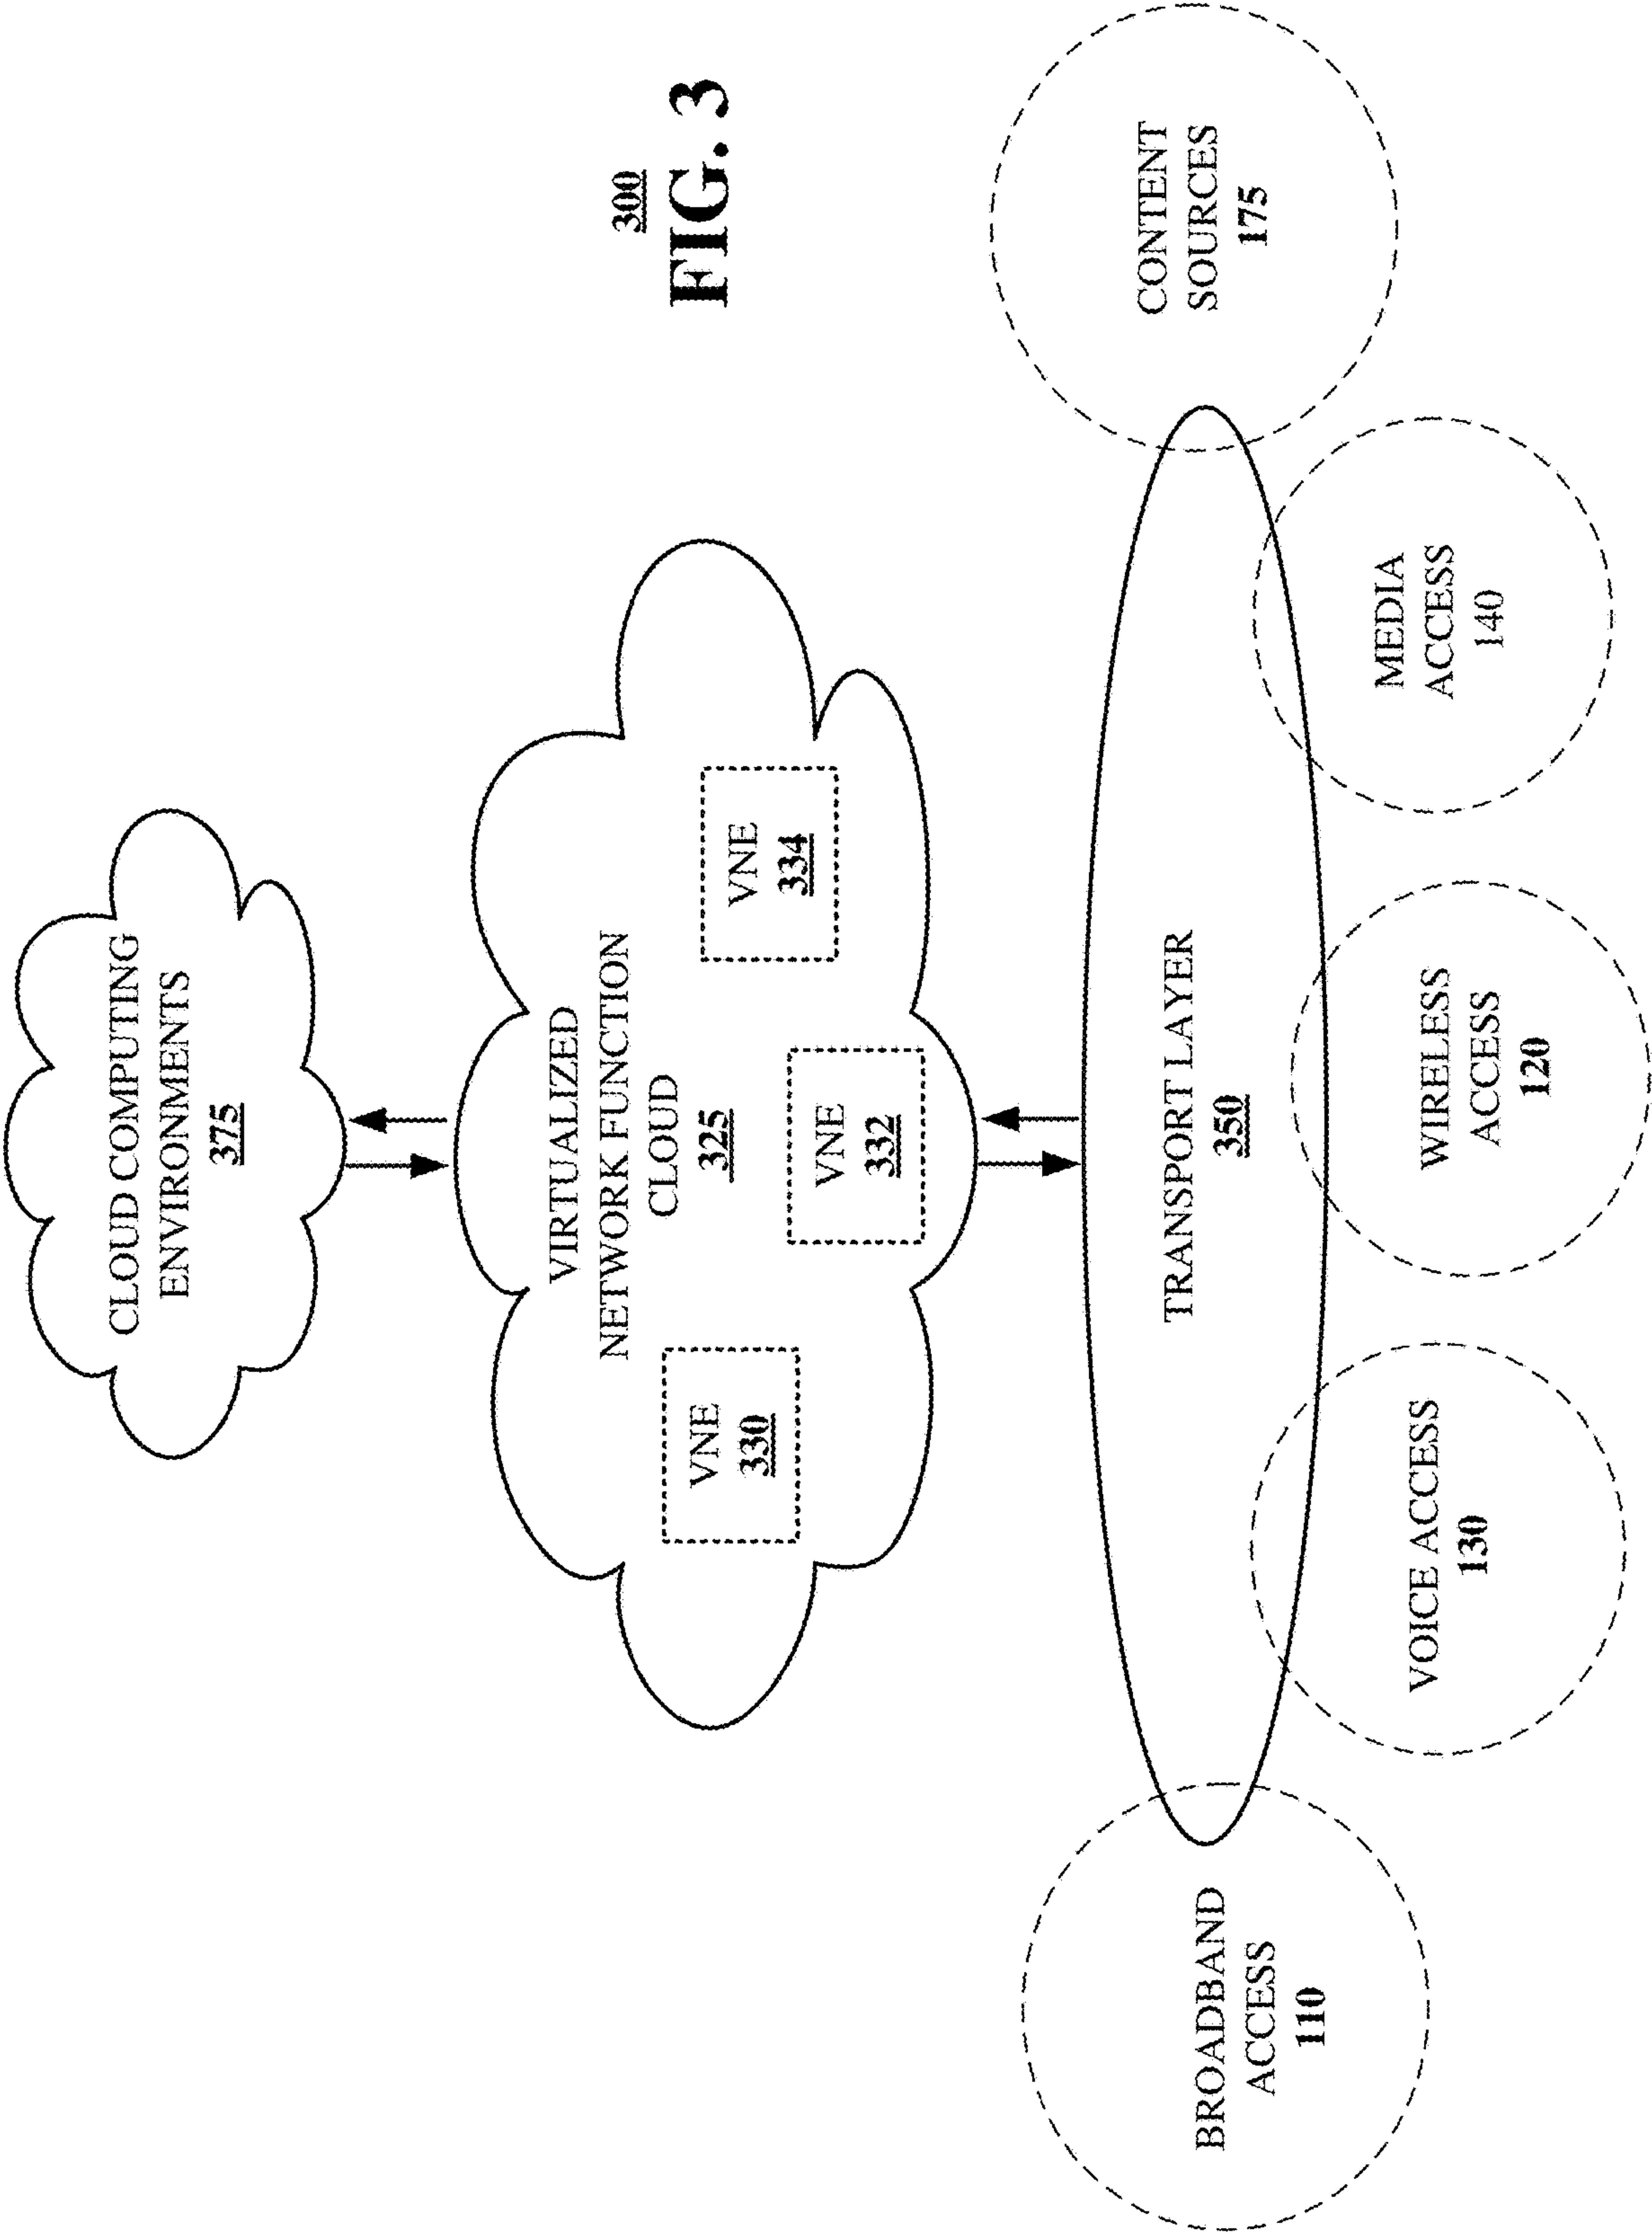 CLOUD COMPUTING
ENVIRONMENTS
375
VIRTUALIZED
NETWORK FUNCTION
CLOUD
325
VNE
330
VNE
332
VNE
334
TRANSPORT LAYER
350
BROADBAND
ACCESS
110
VOICE ACCESS
130
WIRELESS
ACCESS
120
MEDIA
ACCESS
140
CONTENT
SOURCES
175
300
FIG. 3